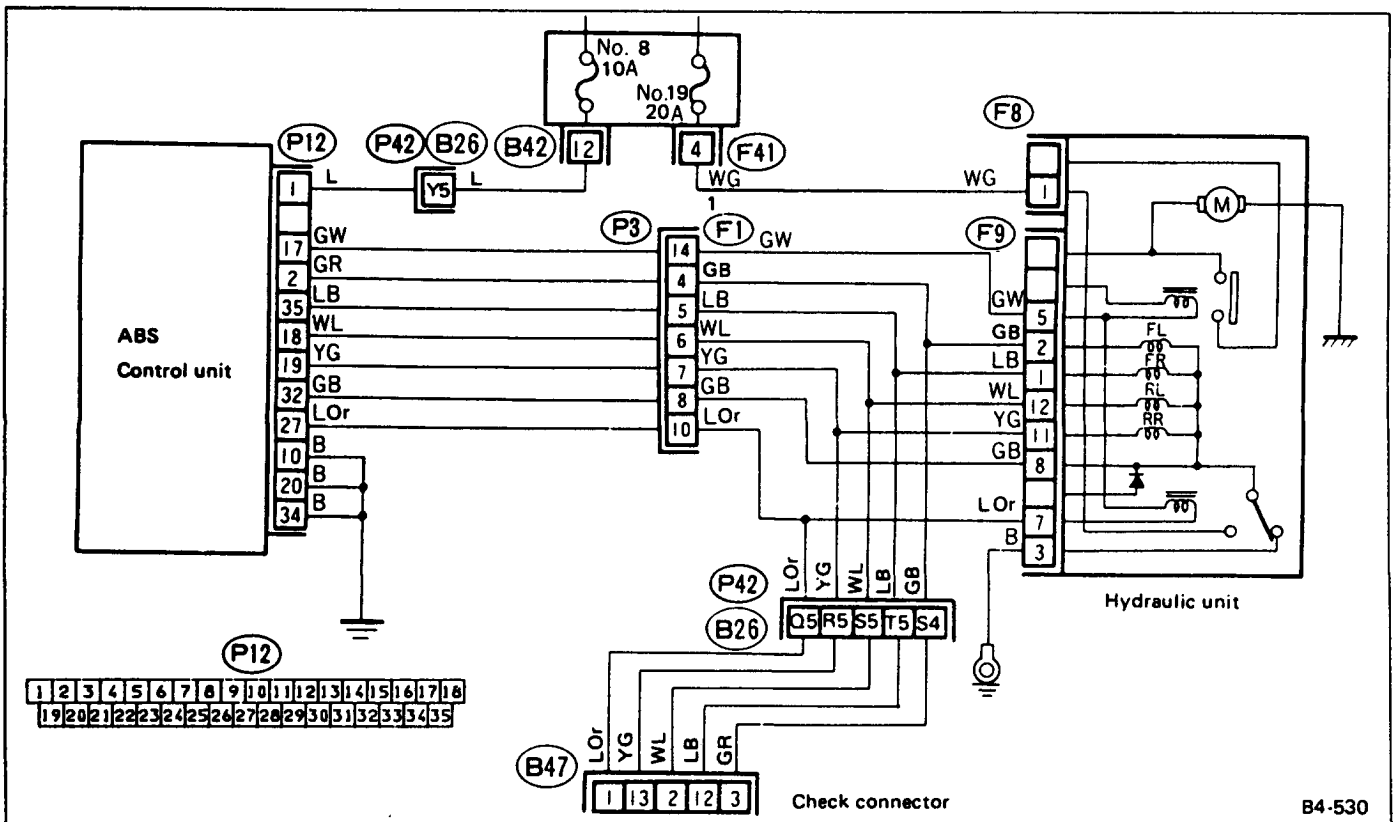 No. 8
10A
No.19
20A
F8
P12
P42
B26
B42
12
4
F41
1
L
Y5
L
WG
1
WG
1
M
17
GW
P3
F1
14
GW
F9
2
GR
4
GB
GW
5
35
LB
5
LB
GB
2
FL
ABS
Control unit
18
WL
6
WL
LB
1
FR
19
YG
7
YG
WL
12
RL
32
GB
8
GB
YG
11
RR
27
LOr
10
LOr
GB
8
10
B
20
B
34
B
LOr
7
B
3
LOr
YG
WL
LB
GB
P42
B26
Q5 R5 S5 T5 S4
Hydraulic unit
P12
1 2 3 4 5 6 7 8 9 10 11 12 13 14 15 16 17 18
19 20 21 22 23 24 25 26 27 28 29 30 31 32 33 34 35
LOr
YG
WL
LB
GR
B47
1 13 2 12 3
Check connector
B4-530